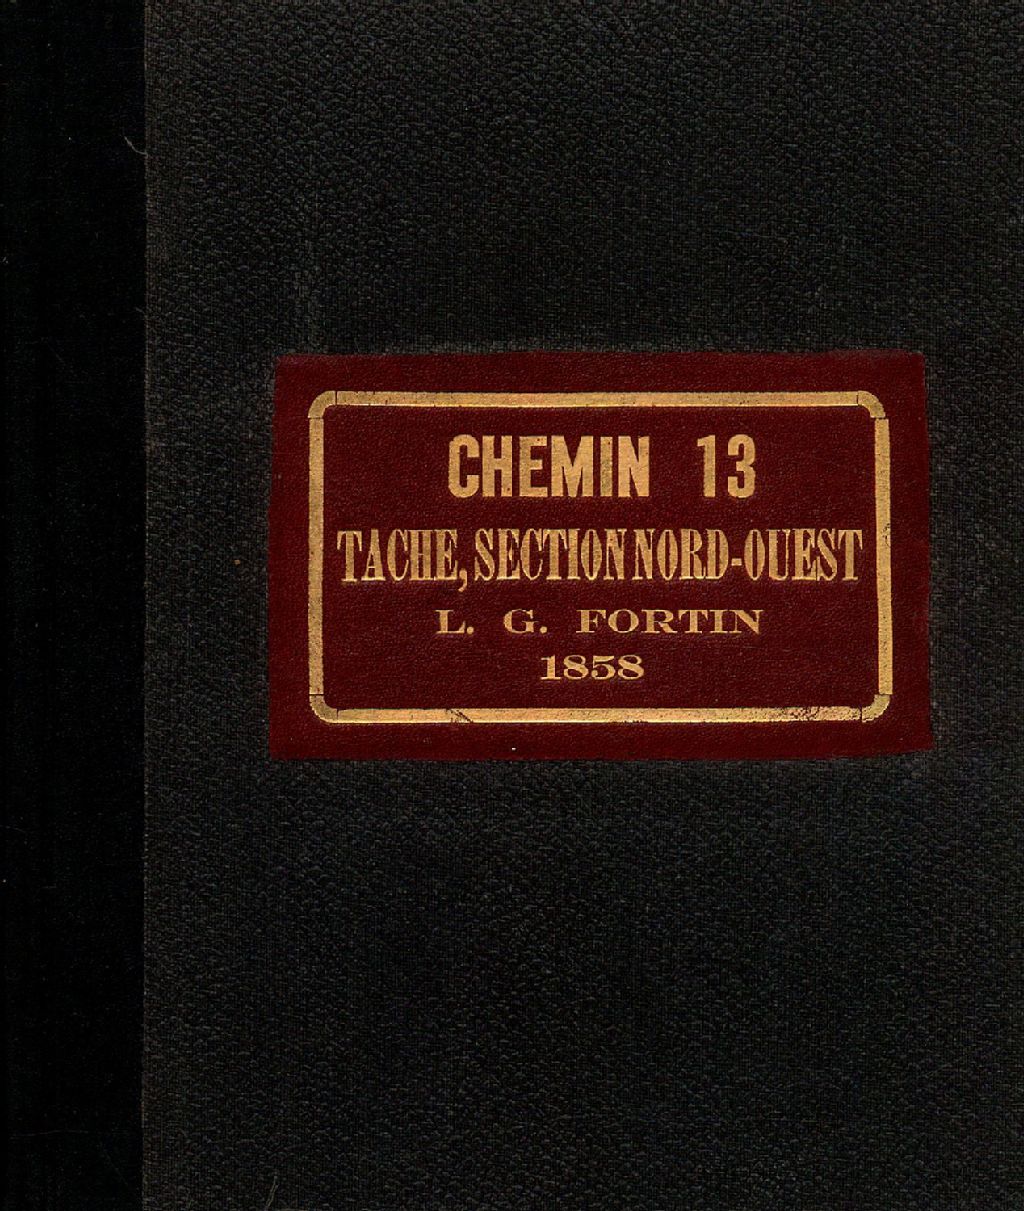 CHEMIN 13
TACHE, SECTION NORD-OUEST
L. G. FORTIN
1858